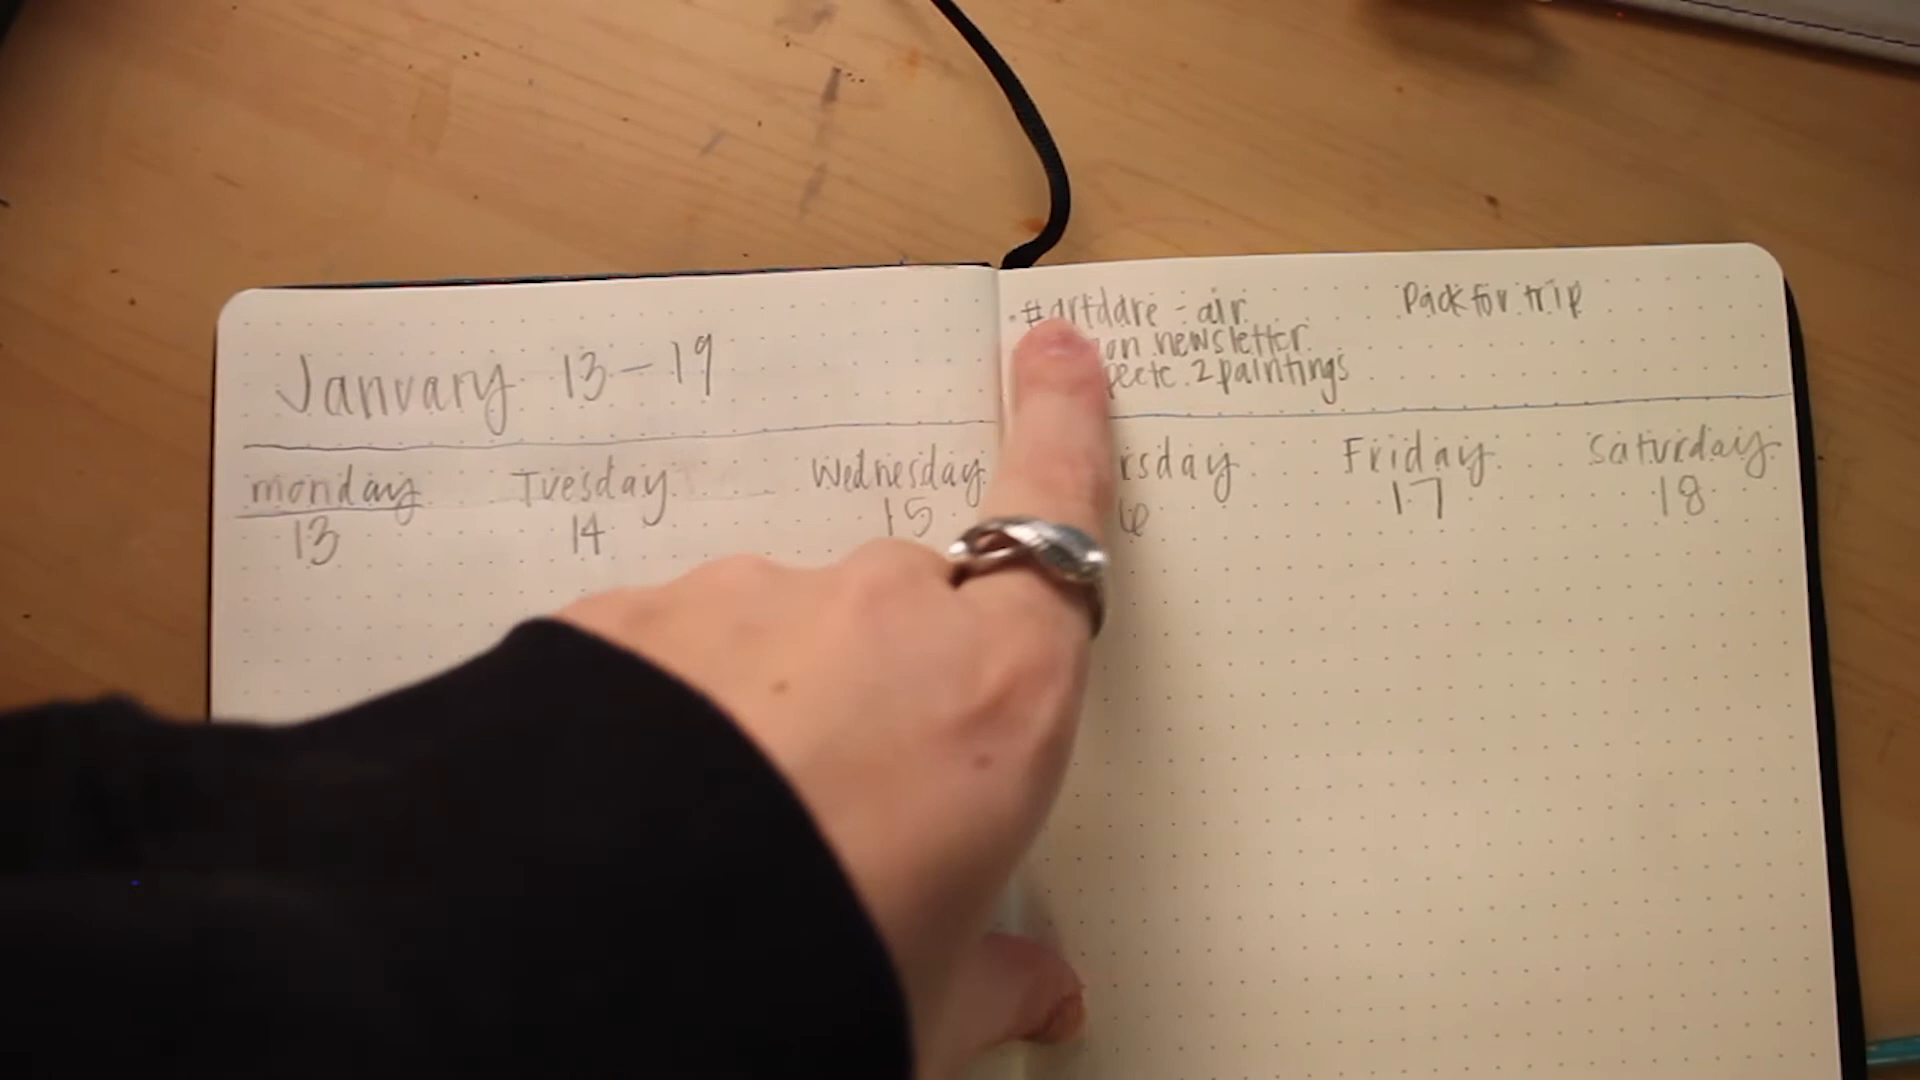 #artdare - air
Pack for trip
newsletter
2 paintings
January 13-19
monday
Tuesday
Wednesday
Friday
Saturday
13
14
15
17
18